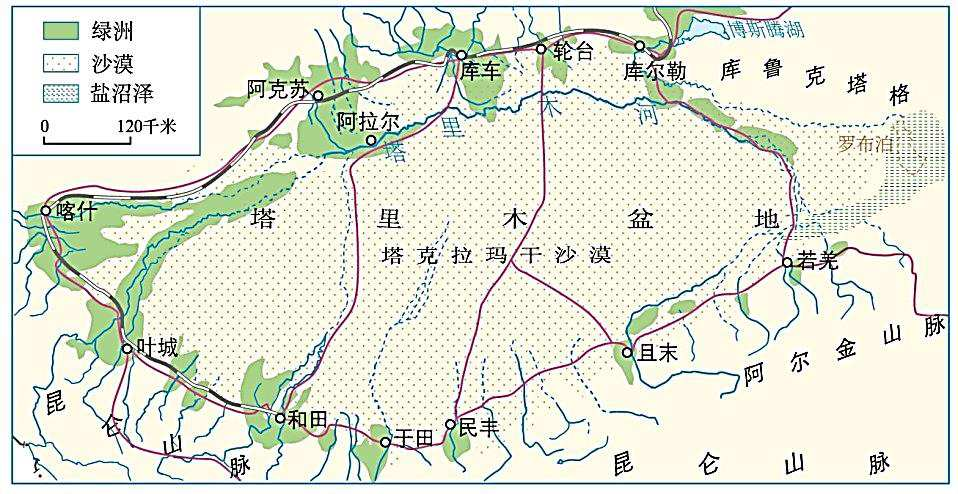 绿洲
沙漠
盐沼泽
0 120千米
博斯腾湖
轮台
库车
库尔勒
库鲁克塔格
阿克苏
阿拉尔
塔里木河
罗布泊
喀什
塔里木盆地
塔克拉玛干沙漠
若羌
叶城
且末
阿尔金山脉
和田
于田
民丰
昆仑山脉
昆仑山脉